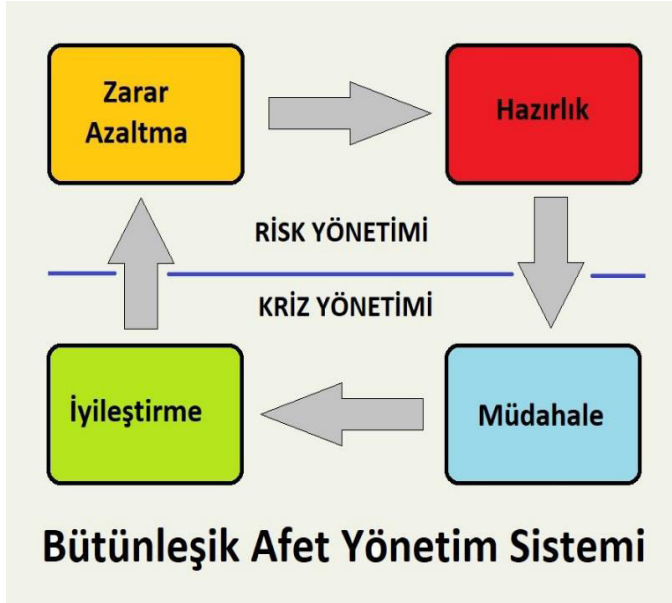 Zarar
Azaltma
Hazırlık
RİSK YÖNETİMİ
KRİZ YÖNETİMİ
İyileştirme
Müdahale
Bütünleşik Afet Yönetim Sistemi